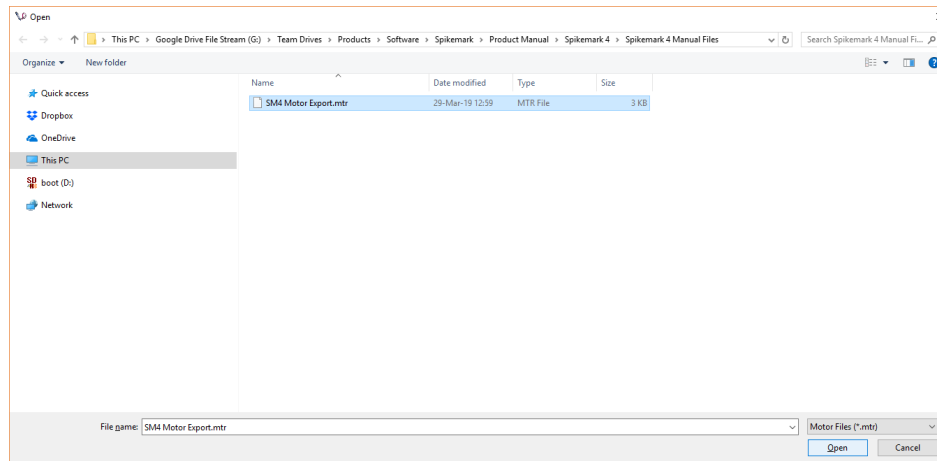 Open
This PC > Google Drive File Stream (G:) > Team Drives > Products > Software > Spikemark > Product Manual > Spikemark 4 > Spikemark 4 Manual Files
Search Spikemark 4 Manual Fi...
Organize
New folder
Name
Date modified
Type
Size
SM4 Motor Export.mtr
29-Mar-19 12:59
MTR File
3 KB
Quick access
Dropbox
OneDrive
This PC
boot (D:)
Network
File name: SM4 Motor Export.mtr
Motor Files (*.mtr)
Open
Cancel